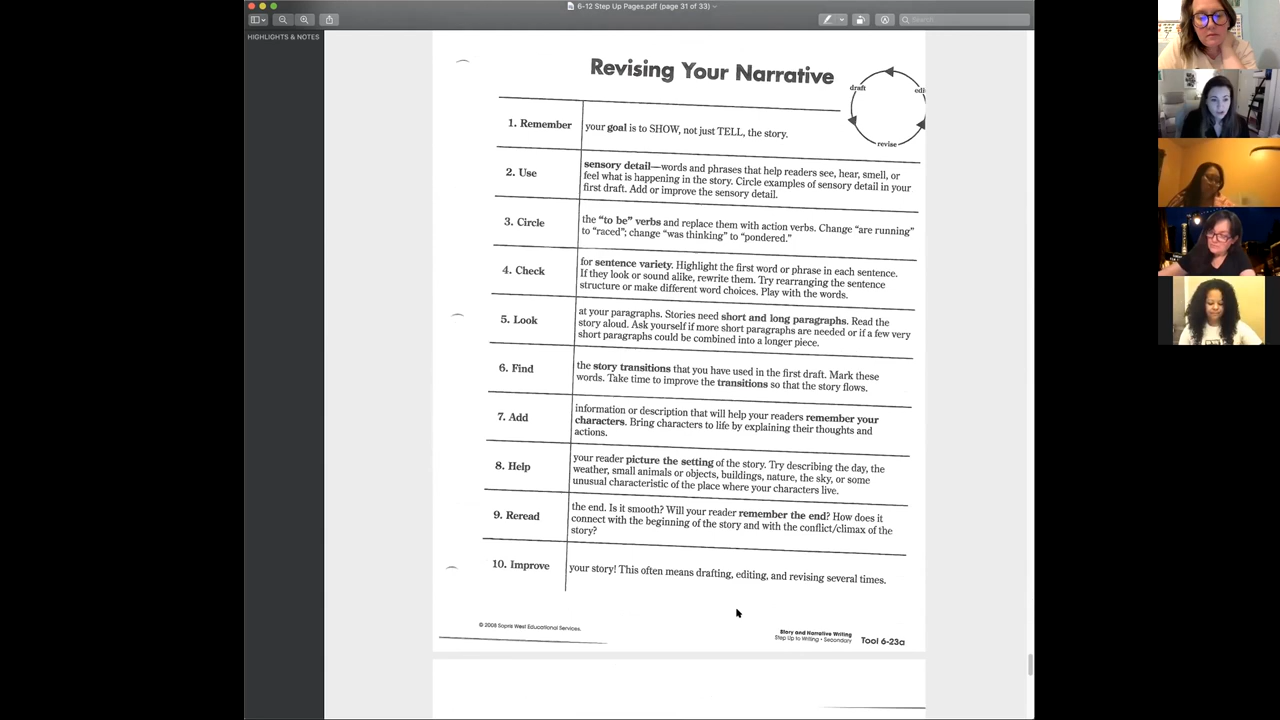 6-12 Step Up Pages.pdf (page 31 of 33)
Search
HIGHLIGHTS & NOTES
Revising Your Narrative
draft
edi
revise
1. Remember
your goal is to SHOW, not just TELL, the story.
2. Use
sensory detail—words and phrases that help readers see, hear, smell, or
feel what is happening in the story. Circle examples of sensory detail in your
first draft. Add or improve the sensory detail.
3. Circle
the "to be" verbs and replace them with action verbs. Change "are running"
to "raced"; change "was thinking" to "pondered."
4. Check
for sentence variety. Highlight the first word or phrase in each sentence.
If they look or sound alike, rewrite them. Try rearranging the sentence
structure or make different word choices. Play with the words.
5. Look
at your paragraphs. Stories need short and long paragraphs. Read the
story aloud. Ask yourself if more short paragraphs are needed or if a few very
short paragraphs could be combined into a longer piece.
6. Find
the story transitions that you have used in the first draft. Mark these
words. Take time to improve the transitions so that the story flows.
7. Add
information or description that will help your readers remember your
characters. Bring characters to life by explaining their thoughts and
actions.
8. Help
your reader picture the setting of the story. Try describing the day, the
weather, small animals or objects, buildings, nature, the sky, or some
unusual characteristic of the place where your characters live.
9. Reread
the end. Is it smooth? Will your reader remember the end? How does it
connect with the beginning of the story and with the conflict/climax of the
story?
10. Improve
your story! This often means drafting, editing, and revising several times.
© 2008 Sopris West Educational Services.
Story and Narrative Writing
Step Up to Writing • Secondary
Tool 6-23a